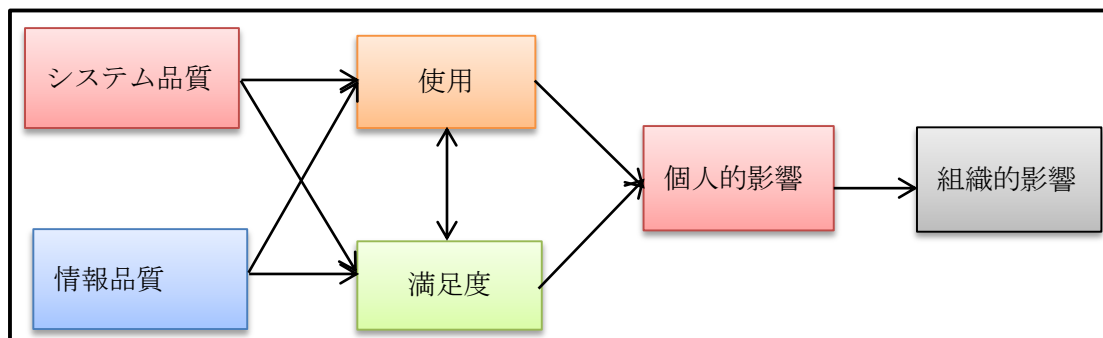 システム品質
使用
個人的影響
組織的影響
情報品質
満足度